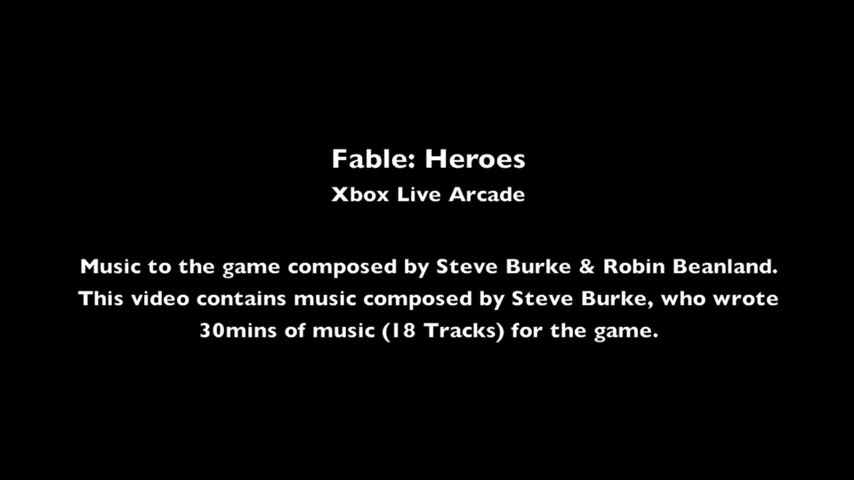 Fable: Heroes
Xbox Live Arcade
Music to the game composed by Steve Burke & Robin Beanland.
This video contains music composed by Steve Burke, who wrote
30mins of music (18 Tracks) for the game.